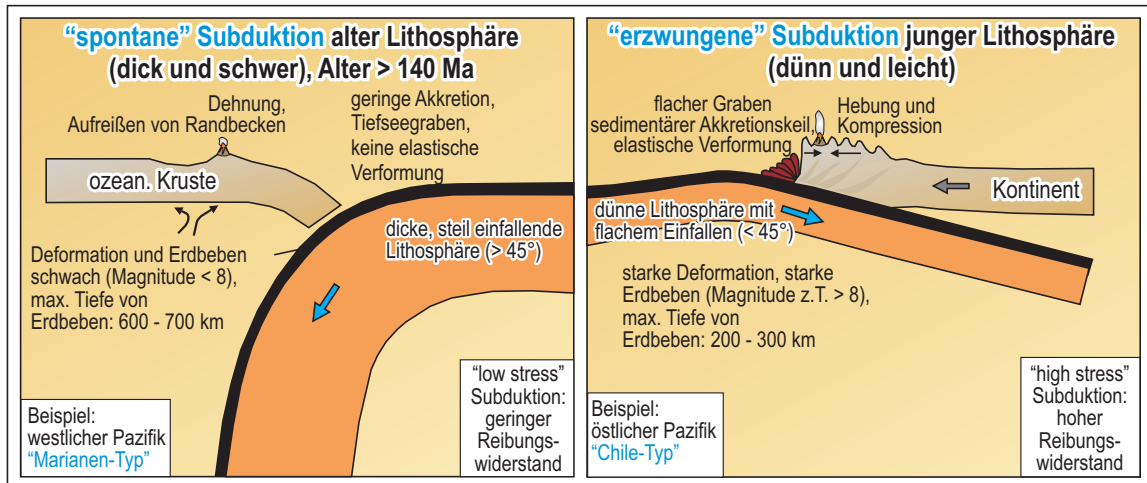 “spontane” Subduktion alter Lithosphäre
(dick und schwer), Alter > 140 Ma
Dehnung,
Aufreißen von Randbecken
geringe Akkretion,
Tiefseegraben,
keine elastische
Verformung
ozean. Kruste
dicke, steil einfallende
Lithosphäre (> 45°)
Deformation und Erdbeben
schwach (Magnitude < 8),
max. Tiefe von
Erdbeben: 600 - 700 km
Beispiel:
westlicher Pazifik
“Marianen-Typ”
“low stress”
Subduktion:
geringer
Reibungs-
widerstand
“erzwungene” Subduktion junger Lithosphäre
(dünn und leicht)
flacher Graben
sedimentärer Akkretionskeil,
elastische Verformung
Hebung und
Kompression
Kontinent
dünne Lithosphäre mit
flachem Einfallen (< 45°)
starke Deformation, starke
Erdbeben (Magnitude z.T. > 8),
max. Tiefe von
Erdbeben: 200 - 300 km
Beispiel:
östlicher Pazifik
“Chile-Typ”
“high stress”
Subduktion:
hoher
Reibungs-
widerstand